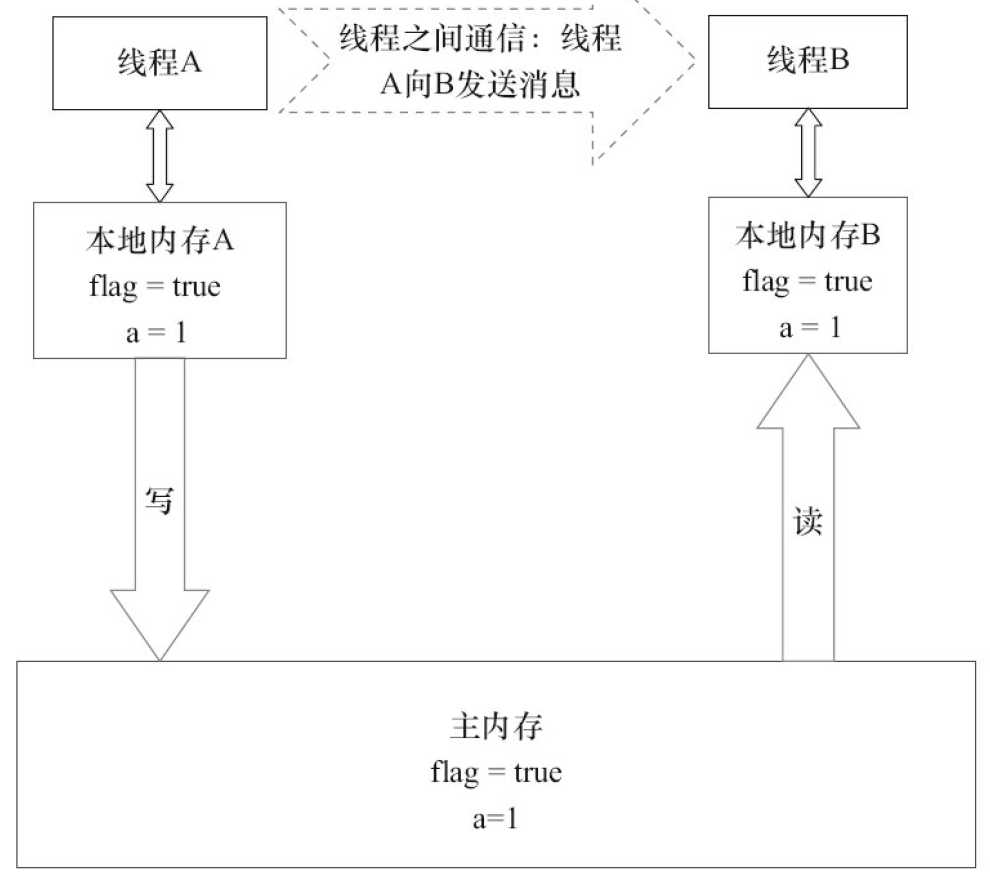 线程A
线程之间通信：线程
A向B发送消息
线程B
本地内存A
flag = true
a = 1
本地内存B
flag = true
a = 1
写
读
主内存
flag = true
a=1